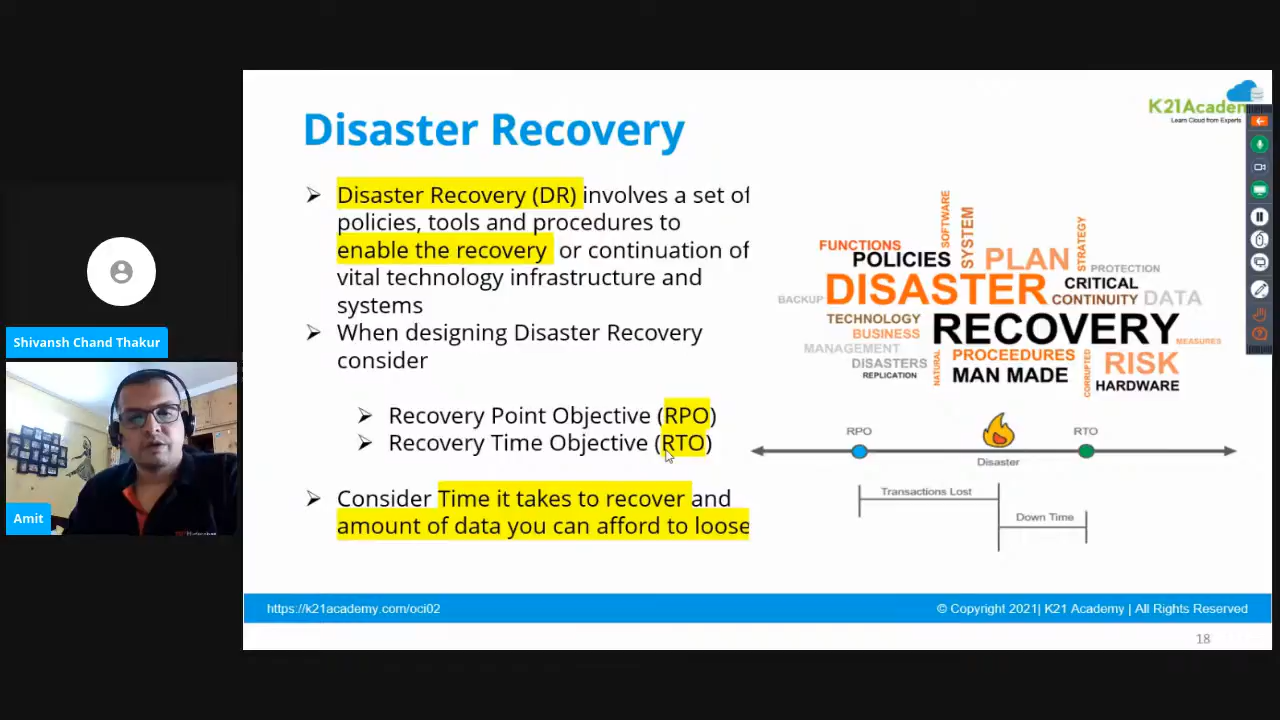 K21Academ
Learn Cloud from Experts
Disaster Recovery
Disaster Recovery (DR) involves a set of
policies, tools and procedures to
enable the recovery or continuation of
vital technology infrastructure and
systems
When designing Disaster Recovery
consider
Recovery Point Objective (RPO)
Recovery Time Objective (RTO)
Consider Time it takes to recover and
amount of data you can afford to loose
SOFTWARE
SYSTEM
STRATEGY
FUNCTIONS
POLICIES
PLAN
PROTECTION
BACKUP
DISASTER
CRITICAL
CONTINUITY
DATA
TECHNOLOGY
BUSINESS
RECOVERY
MANAGEMENT
MEASURES
DISASTERS
REPLICATION
NATURAL
PROCEEDURES
MAN MADE
CORRUPTED
RISK
HARDWARE
RPO
RTO
Disaster
Transactions Lost
Down Time
Shivansh Chand Thakur
Amit
https://k21academy.com/oci02
© Copyright 2021| K21 Academy | All Rights Reserved
18